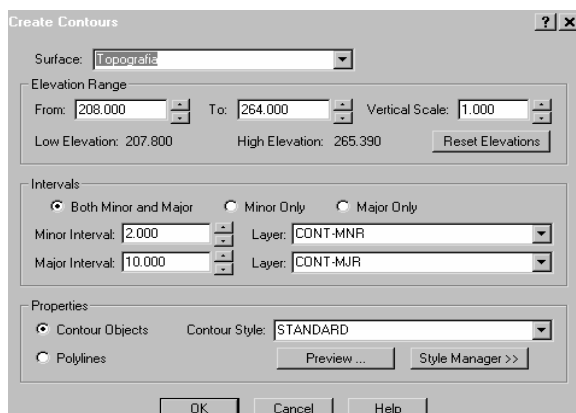 Create Contours
Surface: Topografia
Elevation Range
From: 208.000 To: 264.000 Vertical Scale: 1.000
Low Elevation: 207.800 High Elevation: 265.390 Reset Elevations
Intervals
Both Minor and Major Minor Only Major Only
Minor Interval: 2.000 Layer: CONT-MNR
Major Interval: 10.000 Layer: CONT-MJR
Properties
Contour Objects Contour Style: STANDARD
Polylines Preview ... Style Manager >>
OK Cancel Help